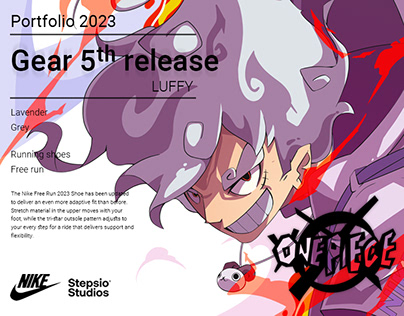 Portfolio 2023
Gear 5th release
LUFFY
Lavender
Grey
Running shoes
Free run
The Nike Free Run 2023 Shoe has been updated
to deliver an even more adaptive fit than before.
Stretch material in the upper moves with your
foot, while the tri-star outsole pattern adjusts to
your every step for a ride that delivers support and
flexibility.
NIKE
Stepsio®
Studios
ONE PIECE